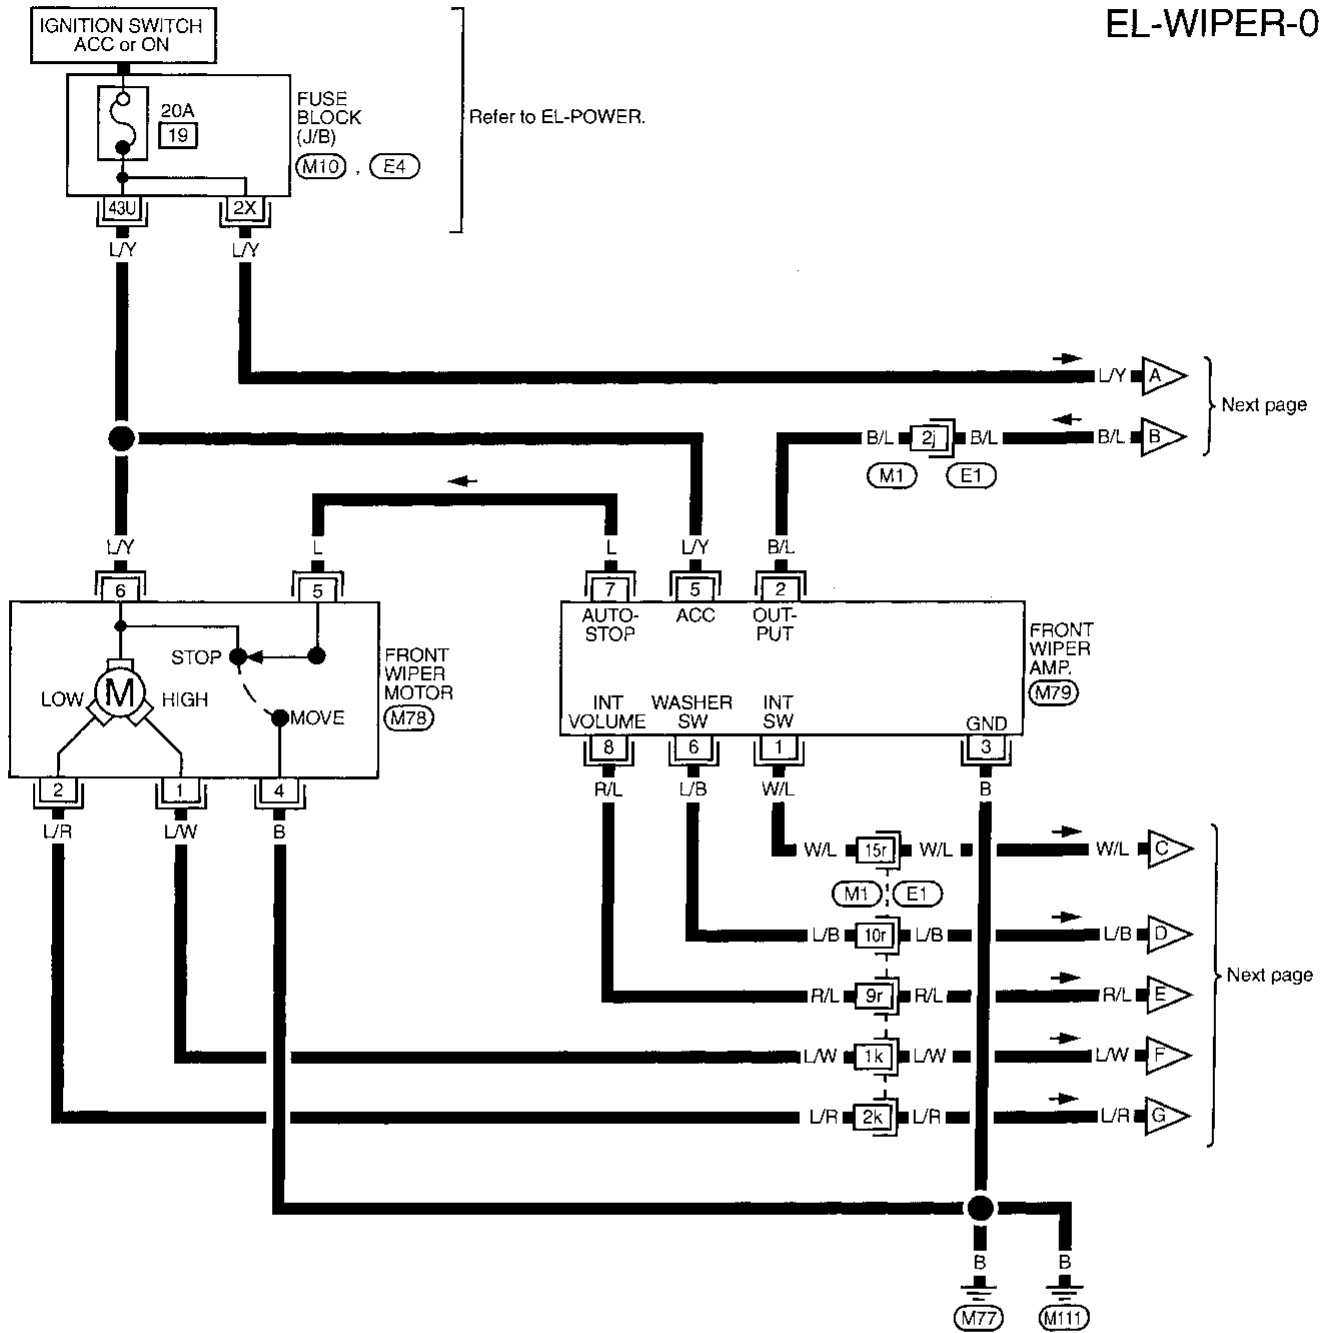 EL-WIPER-0
IGNITION SWITCH
ACC or ON
20A
19
FUSE
BLOCK
(J/B)
M10 , E4
Refer to EL-POWER.
43U
2X
L/Y
L/Y
L/Y
A
Next page
B/L
2j
B/L
B/L
B
M1
E1
L/Y
L
L
L/Y
B/L
6
5
7
5
2
AUTO-
STOP
ACC
OUT-
PUT
STOP
M
LOW
HIGH
MOVE
FRONT
WIPER
MOTOR
M78
FRONT
WIPER
AMP.
M79
INT
VOLUME
WASHER
SW
INT
SW
GND
8
6
1
3
2
1
4
R/L
L/B
W/L
B
L/R
L/W
B
W/L
15r
W/L
W/L
C
M1
E1
L/B
10r
L/B
L/B
D
Next page
R/L
9r
R/L
R/L
E
L/W
1k
L/W
L/W
F
L/R
2k
L/R
L/R
G
B
B
M77
M111